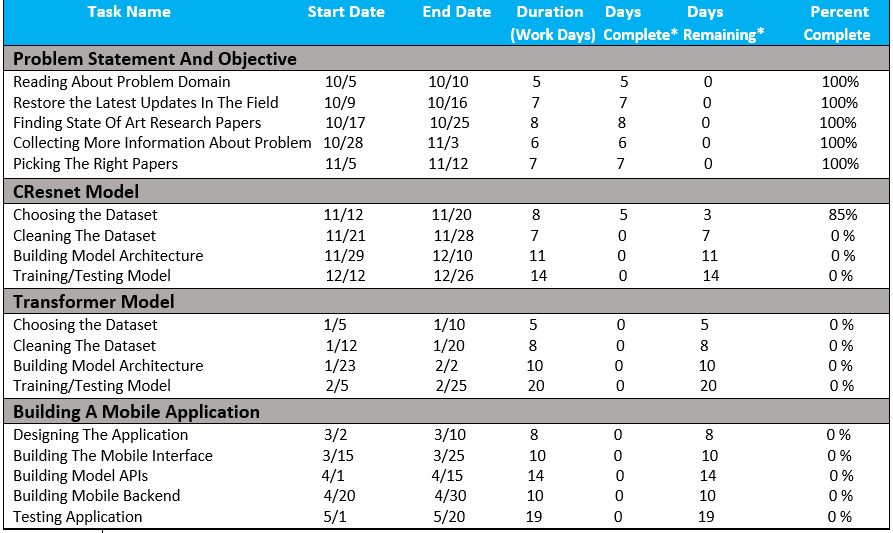 Task Name Start Date End Date Duration Days Days Percent
(Work Days) Complete* Remaining* Complete
Problem Statement And Objective
Reading About Problem Domain 10/5 10/10 5 5 0 100%
Restore the Latest Updates In The Field 10/9 10/16 7 7 0 100%
Finding State Of Art Research Papers 10/17 10/25 8 8 0 100%
Collecting More Information About Problem 10/28 11/3 6 6 0 100%
Picking The Right Papers 11/5 11/12 7 7 0 100%
CResnet Model
Choosing the Dataset 11/12 11/20 8 5 3 85%
Cleaning The Dataset 11/21 11/28 7 0 7 0 %
Building Model Architecture 11/29 12/10 11 0 11 0 %
Training/Testing Model 12/12 12/26 14 0 14 0 %
Transformer Model
Choosing the Dataset 1/5 1/10 5 0 5 0 %
Cleaning The Dataset 1/12 1/20 8 0 8 0 %
Building Model Architecture 1/23 2/2 10 0 10 0 %
Training/Testing Model 2/5 2/25 20 0 20 0 %
Building A Mobile Application
Designing The Application 3/2 3/10 8 0 8 0 %
Building The Mobile Interface 3/15 3/25 10 0 10 0 %
Building Model APIs 4/1 4/15 14 0 14 0 %
Building Mobile Backend 4/20 4/30 10 0 10 0 %
Testing Application 5/1 5/20 19 0 19 0 %